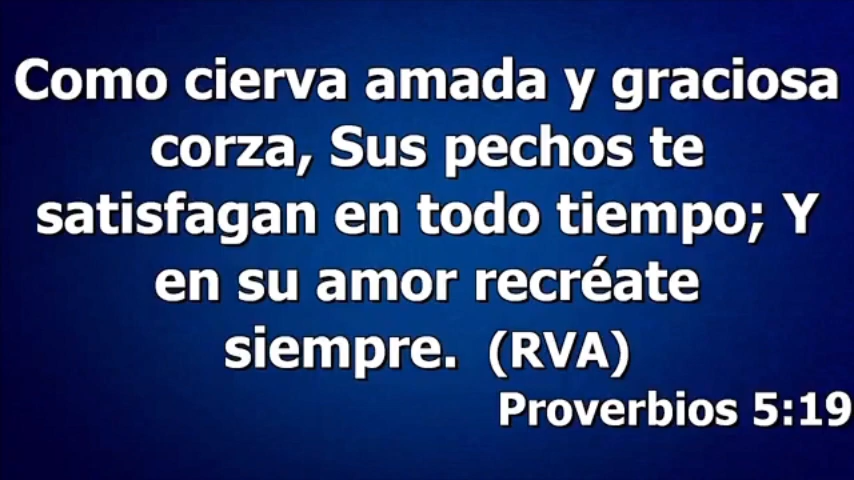 Como cierva amada y graciosa
corza, Sus pechos te
satisfagan en todo tiempo; Y
en su amor recréate
siempre. (RVA)
Proverbios 5:19